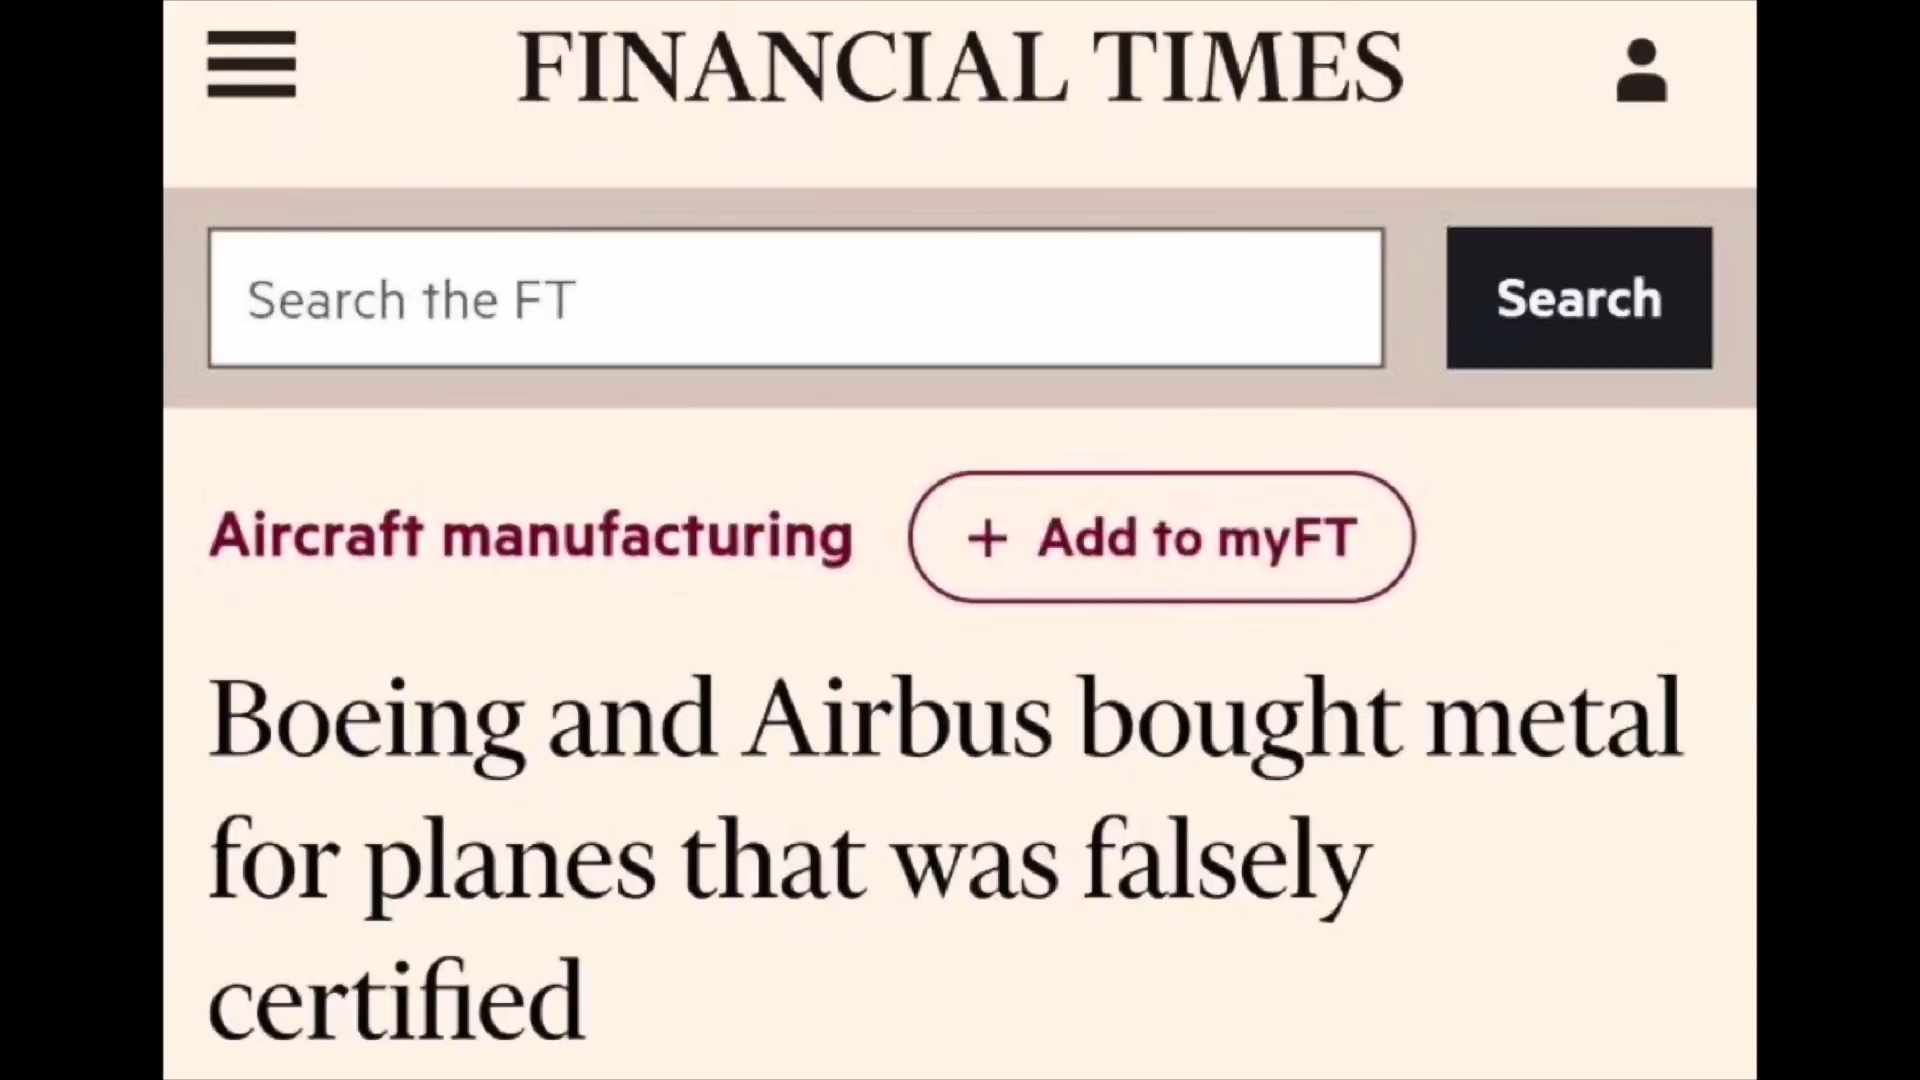 FINANCIAL TIMES
Search the FT
Search
Aircraft manufacturing
+ Add to myFT
Boeing and Airbus bought metal
for planes that was falsely
certified